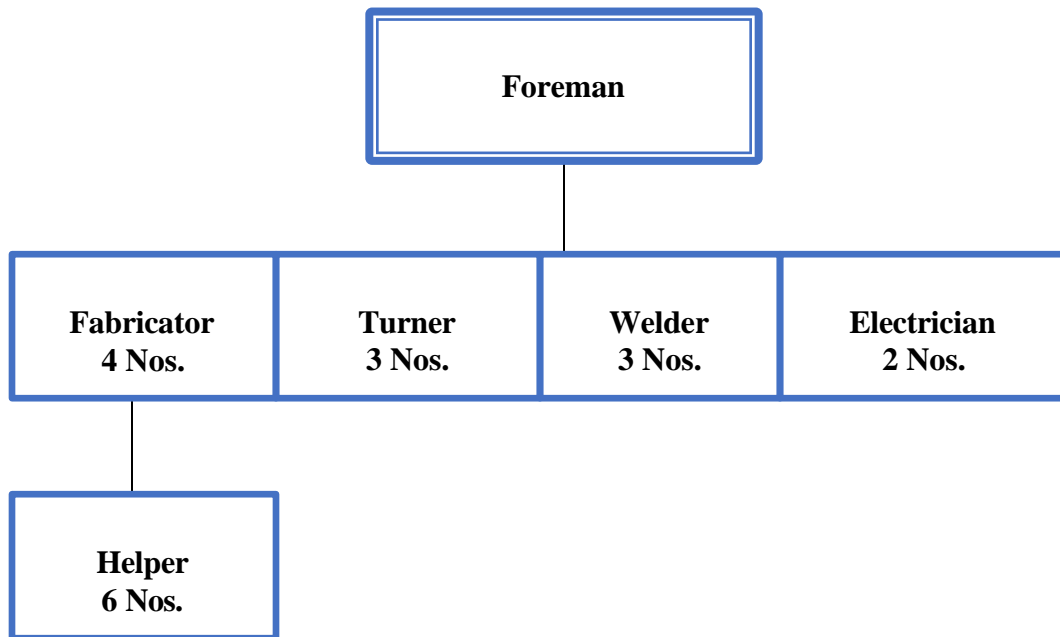 Foreman
Fabricator
4 Nos.
Turner
3 Nos.
Welder
3 Nos.
Electrician
2 Nos.
Helper
6 Nos.